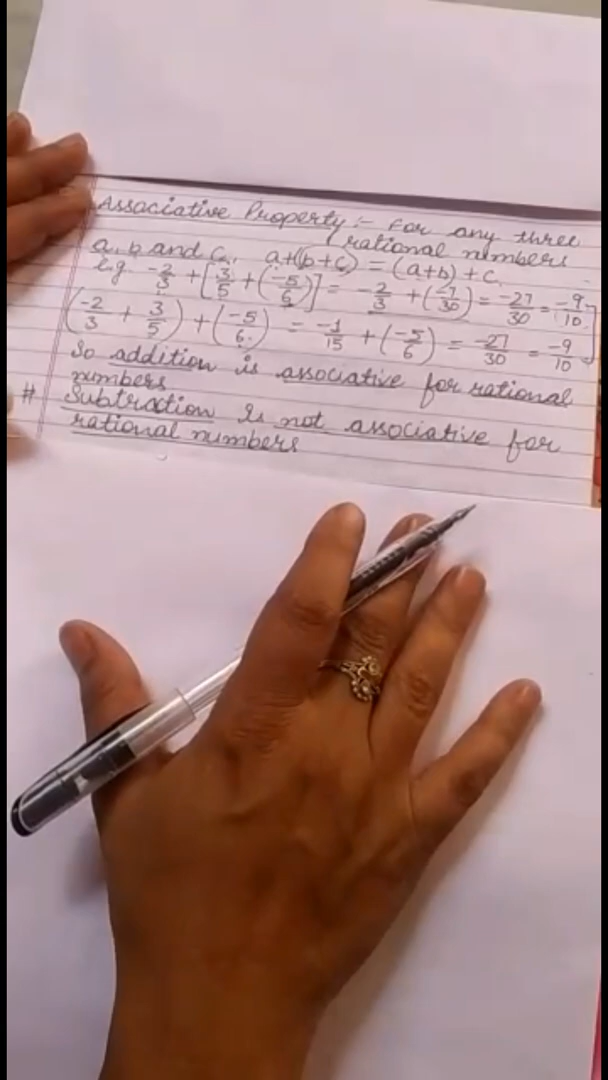 Associative Property :- For any three
rational numbers
a, b and c, a+(b+c) = (a+b)+c.
e.g. -2/3 + [3/5 + (-5/6)] = -2/3 + (-7/30) = -27/30 = -9/10
(-2/3 + 3/5) + (-5/6) = -1/15 + (-5/6) = -27/30 = -9/10
So addition is associative for rational
numbers
# Subtraction is not associative for
rational numbers